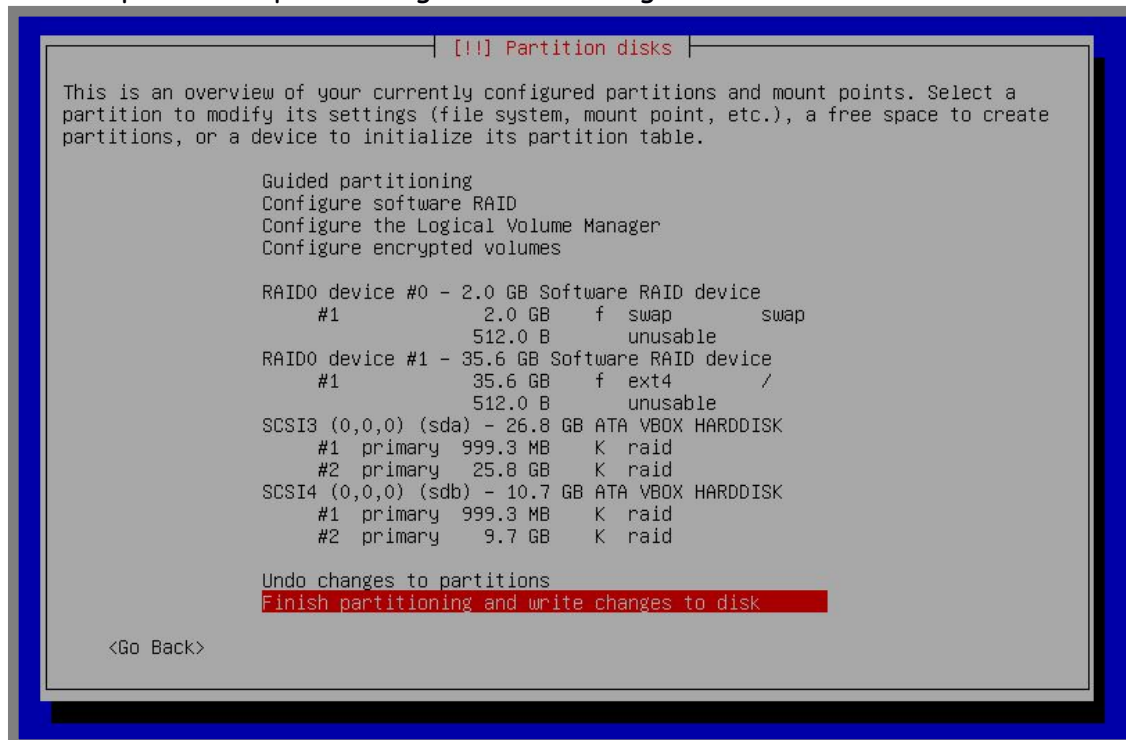 [!!] Partition disks
This is an overview of your currently configured partitions and mount points. Select a
partition to modify its settings (file system, mount point, etc.), a free space to create
partitions, or a device to initialize its partition table.
Guided partitioning
Configure software RAID
Configure the Logical Volume Manager
Configure encrypted volumes
RAID0 device #0 - 2.0 GB Software RAID device
#1 2.0 GB f swap swap
512.0 B unusable
RAID0 device #1 - 35.6 GB Software RAID device
#1 35.6 GB f ext4 /
512.0 B unusable
SCSI3 (0,0,0) (sda) - 26.8 GB ATA VBOX HARDDISK
#1 primary 999.3 MB K raid
#2 primary 25.8 GB K raid
SCSI4 (0,0,0) (sdb) - 10.7 GB ATA VBOX HARDDISK
#1 primary 999.3 MB K raid
#2 primary 9.7 GB K raid
Undo changes to partitions
Finish partitioning and write changes to disk
<Go Back>